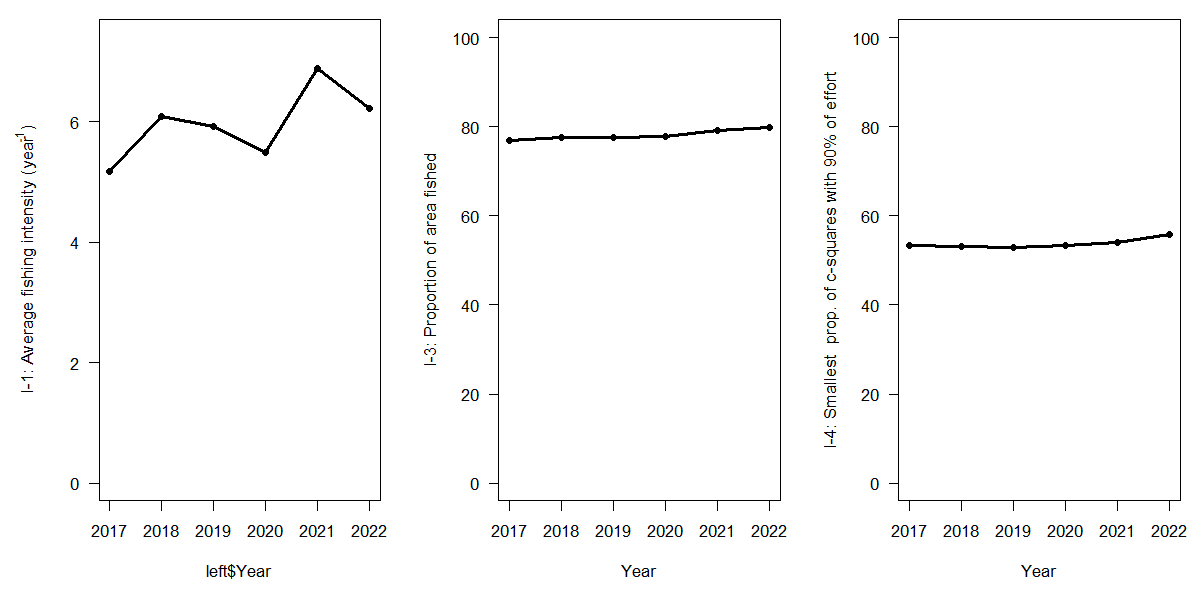 I-1: Average fishing intensity (year⁻¹)
6
4
2
0
2017 2018 2019 2020 2021 2022
left$Year
I-3: Proportion of area fished
100
80
60
40
20
0
2017 2018 2019 2020 2021 2022
Year
I-4: Smallest  prop. of c-squares with 90% of effort
100
80
60
40
20
0
2017 2018 2019 2020 2021 2022
Year